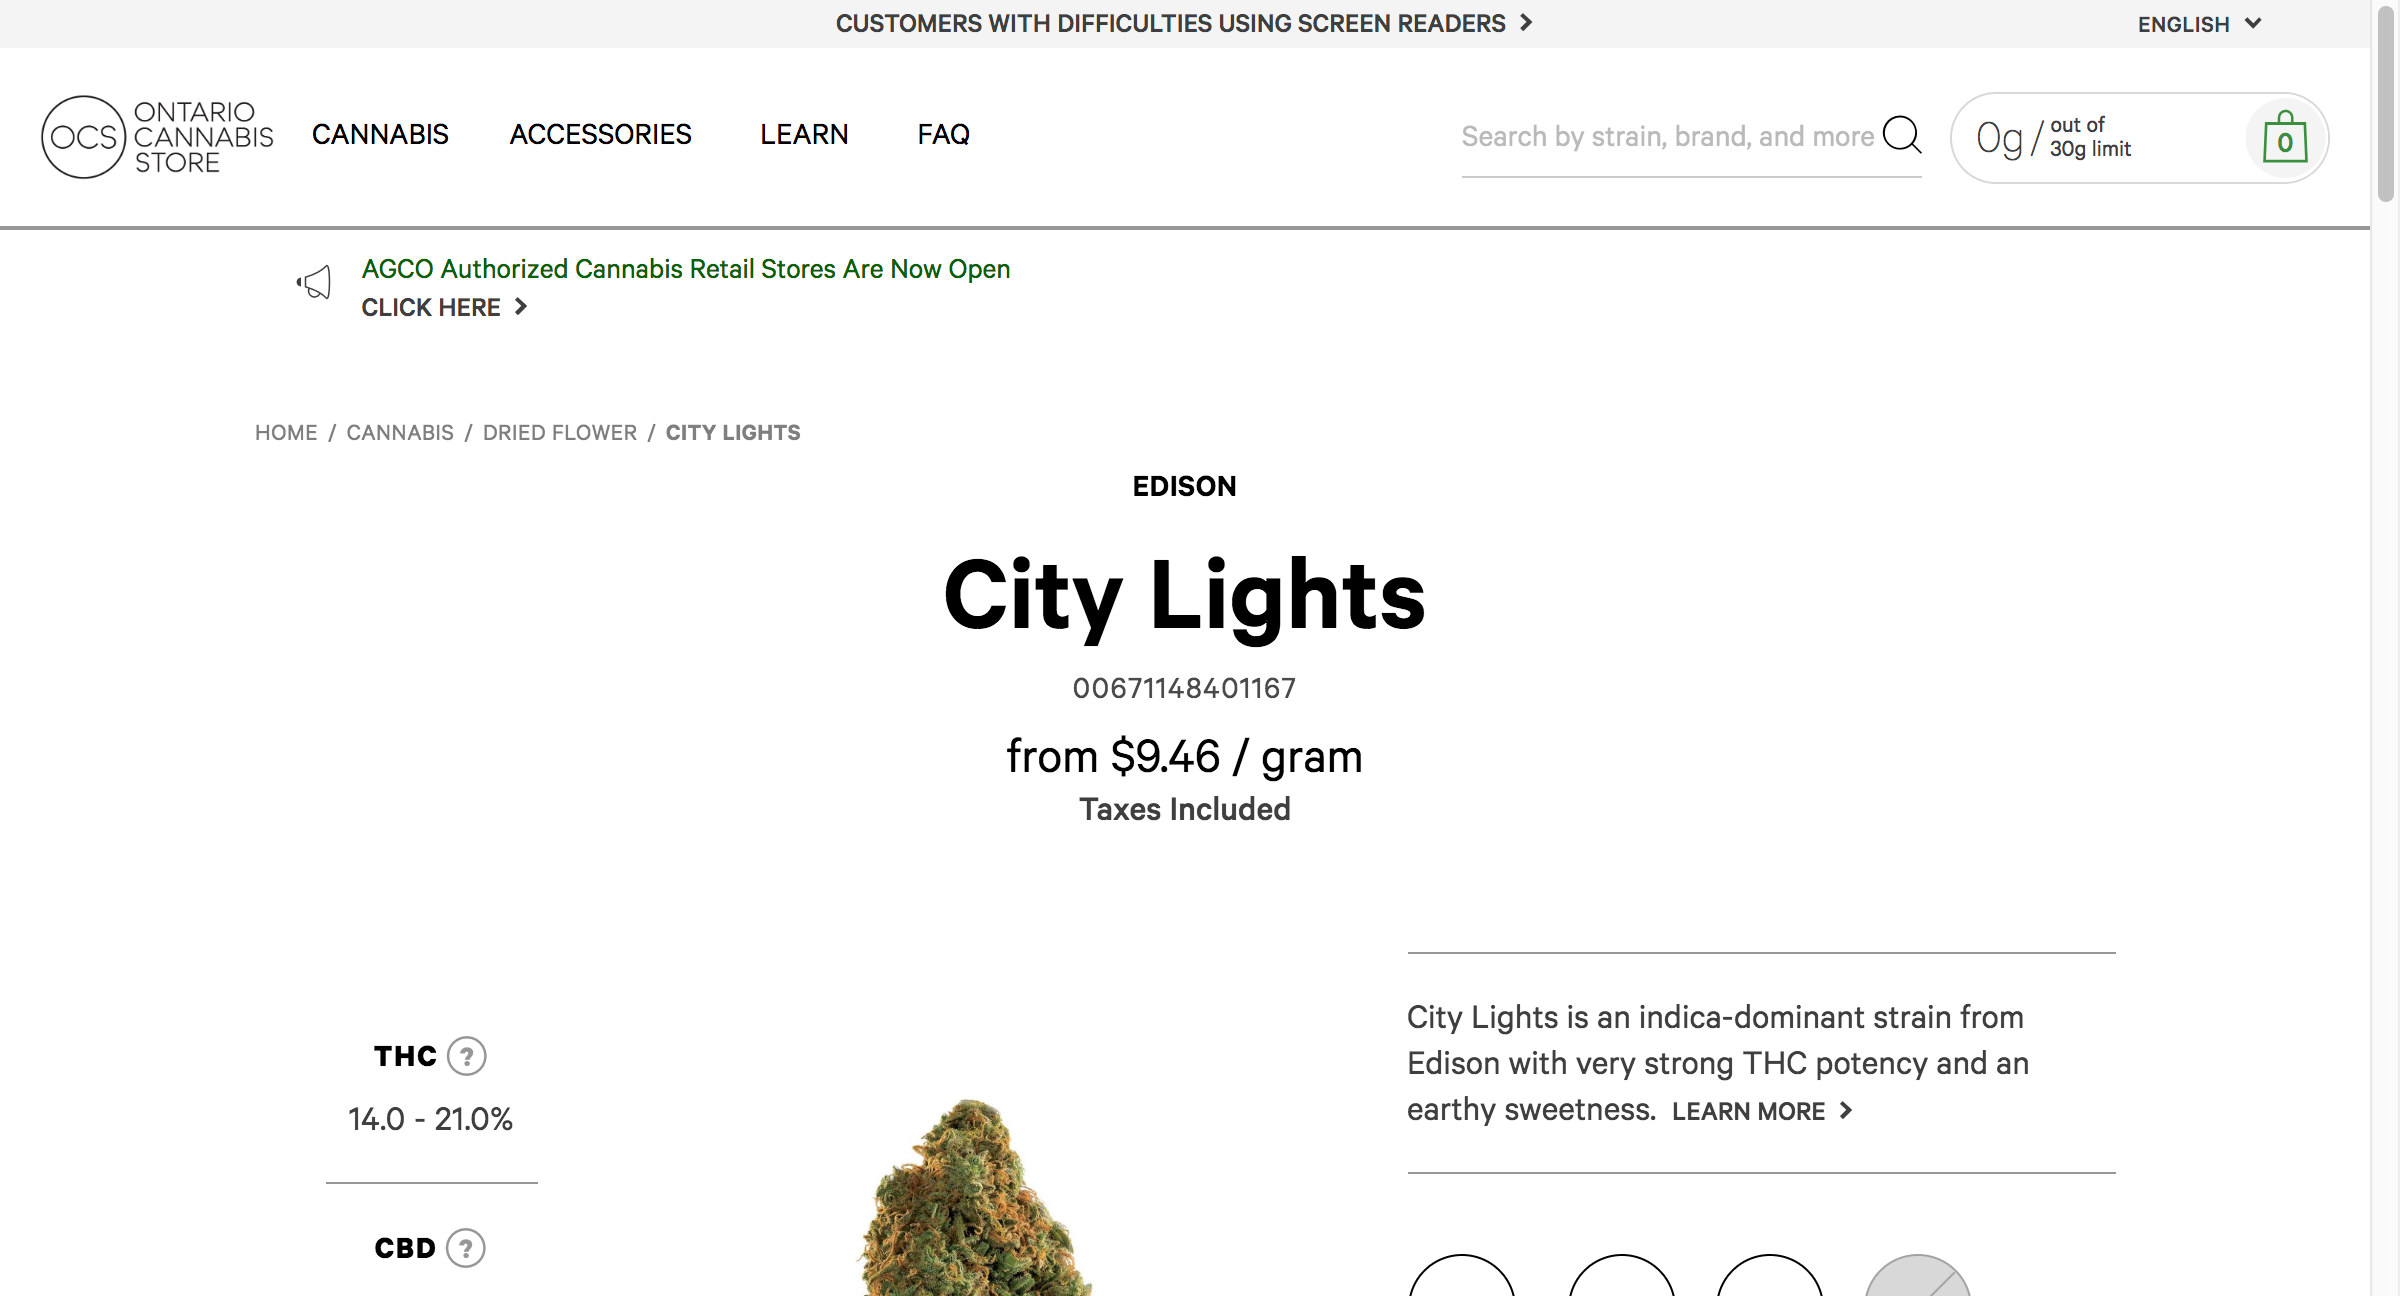 CUSTOMERS WITH DIFFICULTIES USING SCREEN READERS
ENGLISH
OCS
ONTARIO
CANNABIS
STORE
CANNABIS
ACCESSORIES
LEARN
FAQ
Search by strain, brand, and more
0g /
out of
30g limit
0
AGCO Authorized Cannabis Retail Stores Are Now Open
CLICK HERE
HOME / CANNABIS / DRIED FLOWER / CITY LIGHTS
EDISON
City Lights
00671148401167
from $9.46 / gram
Taxes Included
THC ?
14.0 - 21.0%
CBD ?
City Lights is an indica-dominant strain from
Edison with very strong THC potency and an
earthy sweetness. LEARN MORE